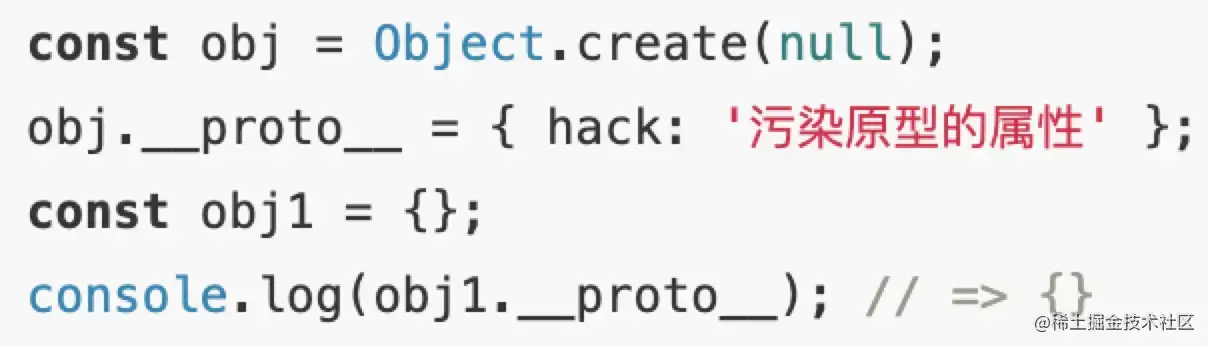 const obj = Object.create(null);
obj.__proto__ = { hack: '污染原型的属性' };
const obj1 = {};
console.log(obj1.__proto__); // => {}
@稀土掘金技术社区